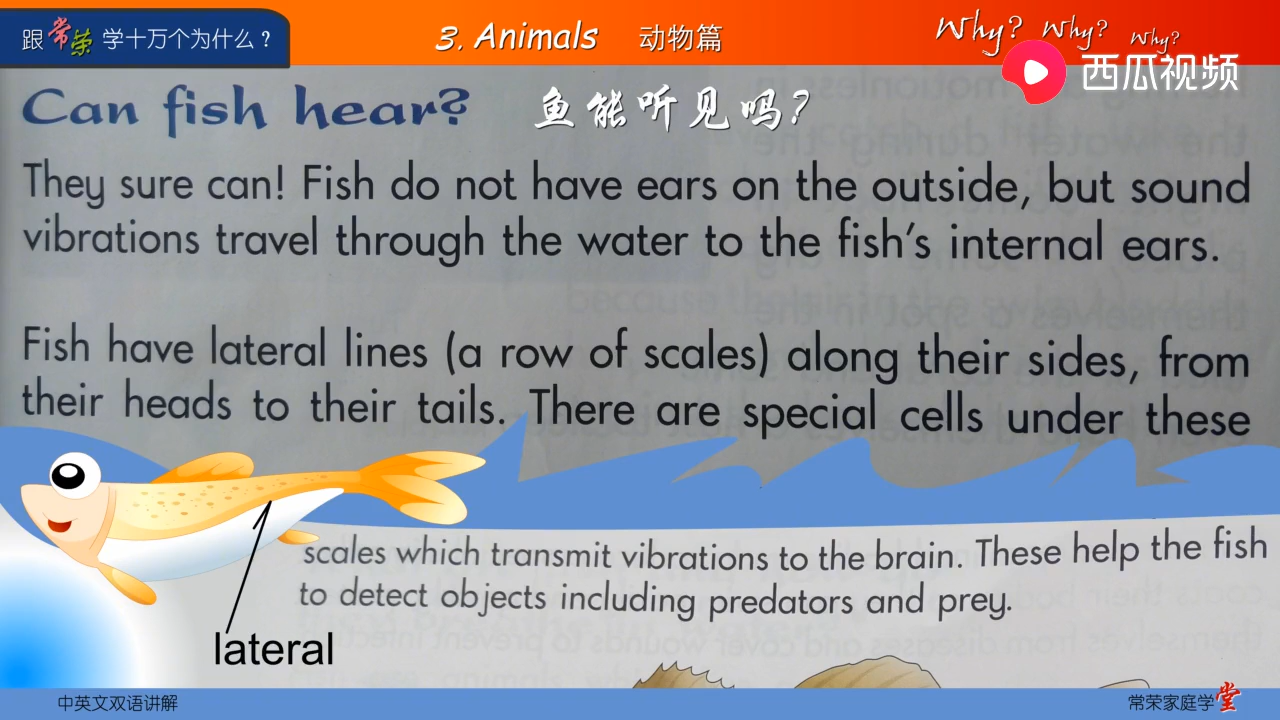 跟常荣学十万个为什么？
3. Animals 动物篇
Why? Why? Why?
西瓜视频
Can fish hear? 鱼能听见吗?
They sure can! Fish do not have ears on the outside, but sound
vibrations travel through the water to the fish's internal ears.
Fish have lateral lines (a row of scales) along their sides, from
their heads to their tails. There are special cells under these
scales which transmit vibrations to the brain. These help the fish
to detect objects including predators and prey.
lateral
中英文双语讲解
常荣家庭学堂